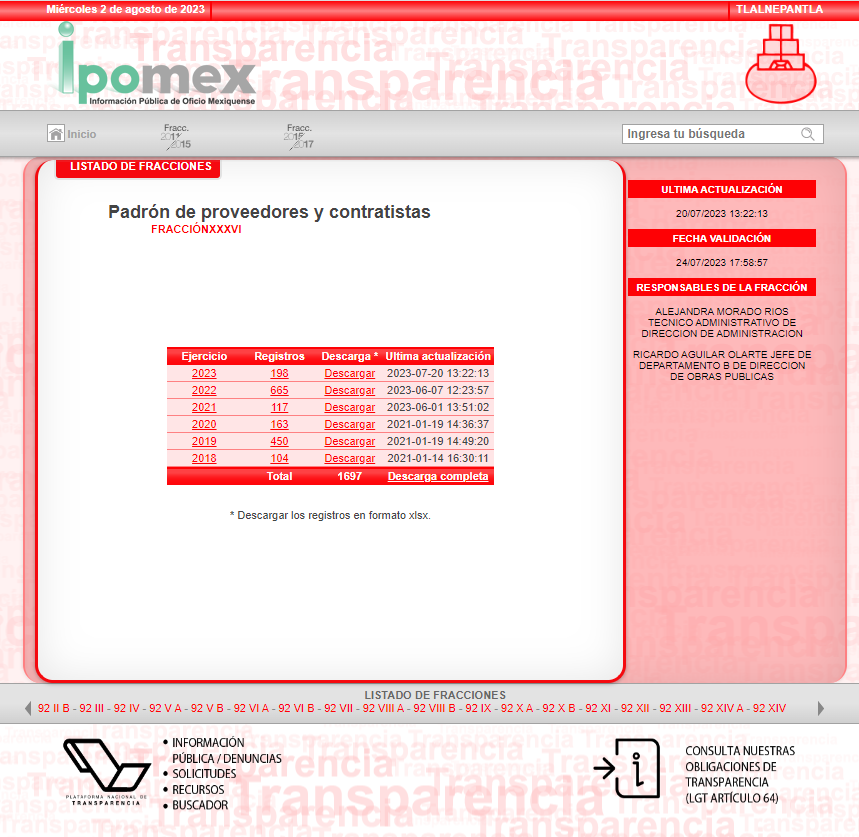 Miércoles 2 de agosto de 2023
TLALNEPANTLA
ipomex
Información Pública de Oficio Mexiquense
Inicio
Fracc.
2011
2015
Fracc.
2017
Ingresa tu búsqueda
LISTADO DE FRACCIONES
Padrón de proveedores y contratistas
FRACCIÓNXXXVI
Ejercicio Registros Descarga * Ultima actualización
2023 198 Descargar 2023-07-20 13:22:13
2022 665 Descargar 2023-06-07 12:23:57
2021 117 Descargar 2023-06-01 13:51:02
2020 163 Descargar 2021-01-19 14:36:37
2019 450 Descargar 2021-01-19 14:49:20
2018 104 Descargar 2021-01-14 16:30:11
Total 1697 Descarga completa
* Descargar los registros en formato xlsx.
ULTIMA ACTUALIZACIÓN
20/07/2023 13:22:13
FECHA VALIDACIÓN
24/07/2023 17:58:57
RESPONSABLES DE LA FRACCIÓN
ALEJANDRA MORADO RIOS
TECNICO ADMINISTRATIVO DE
DIRECCION DE ADMINISTRACION
RICARDO AGUILAR OLARTE JEFE DE
DEPARTAMENTO B DE DIRECCION
DE OBRAS PUBLICAS
LISTADO DE FRACCIONES
92 II B - 92 III - 92 IV - 92 V A - 92 V B - 92 VI A - 92 VI B - 92 VII - 92 VIII A - 92 VIII B - 92 IX - 92 X A - 92 X B - 92 XI - 92 XII - 92 XIII - 92 XIV A - 92 XIV
PLATAFORMA NACIONAL DE
TRANSPARENCIA
• INFORMACIÓN
PÚBLICA / DENUNCIAS
• SOLICITUDES
• RECURSOS
• BUSCADOR
CONSULTA NUESTRAS
OBLIGACIONES DE
TRANSPARENCIA
(LGT ARTÍCULO 64)